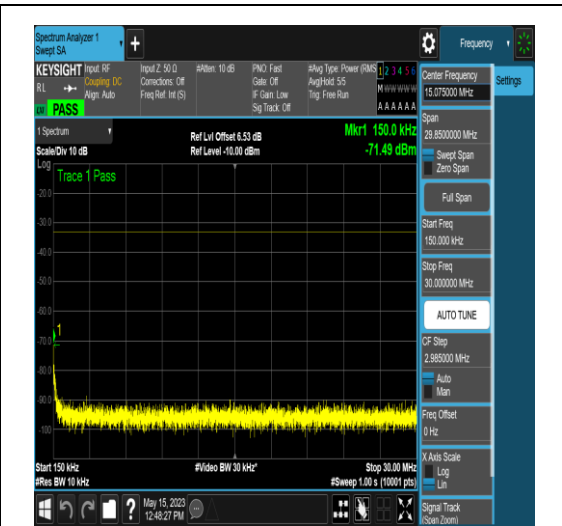 Spectrum Analyzer 1
Swept SA
Frequency
KEYSIGHT
RL
PASS
Input: RF
Coupling: DC
Align: Auto
Input Z: 50 Ω
Corrections: Off
Freq Ref: Int (S)
#Atten: 10 dB
PNO: Fast
Gate: Off
IF Gain: Low
Sig Track: Off
#Avg Type: Power (RMS
Avg|Hold: 5/5
Trig: Free Run
1 2 3 4 5 6
M W W W W W
A A A A A A
1 Spectrum
Scale/Div 10 dB
Ref Lvl Offset 6.53 dB
Ref Level -10.00 dBm
Mkr1 150.0 kHz
-71.49 dBm
Log
Trace 1 Pass
-20.0
-30.0
-40.0
-50.0
-60.0
-70.0
-80.0
-90.0
-100
1
Start 150 kHz
#Res BW 10 kHz
#Video BW 30 kHz*
Stop 30.00 MHz
#Sweep 1.00 s (10001 pts)
May 15, 2023
12:48:27 PM
Center Frequency
15.075000 MHz
Settings
Span
29.8500000 MHz
Swept Span
Zero Span
Full Span
Start Freq
150.000 kHz
Stop Freq
30.000000 MHz
AUTO TUNE
CF Step
2.985000 MHz
Auto
Man
Freq Offset
0 Hz
X Axis Scale
Log
Lin
Signal Track
(Span Zoom)